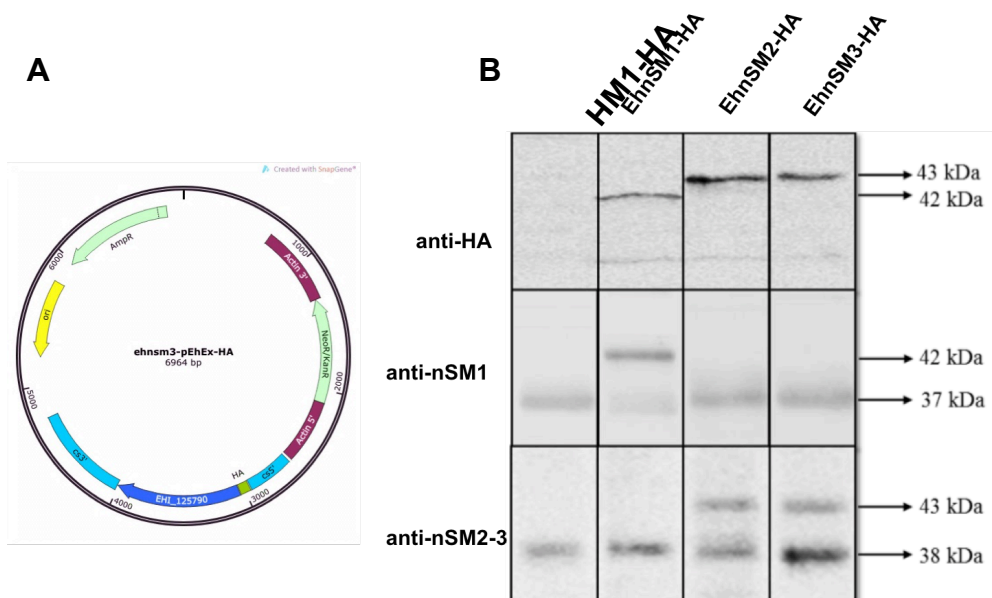 A
B
HM1-HA
EhnSM1-HA
EhnSM2-HA
EhnSM3-HA
Created with SnapGene®
AmpR
6000
1000
Actin 3'
ori
NeoR/KanR
ehnsm3-pEhEx-HA
6964 bp
2000
5000
Actin 5'
cs3'
HA
cs5'
EHI_125790
4000
3000
anti-HA
43 kDa
42 kDa
anti-nSM1
42 kDa
37 kDa
anti-nSM2-3
43 kDa
38 kDa